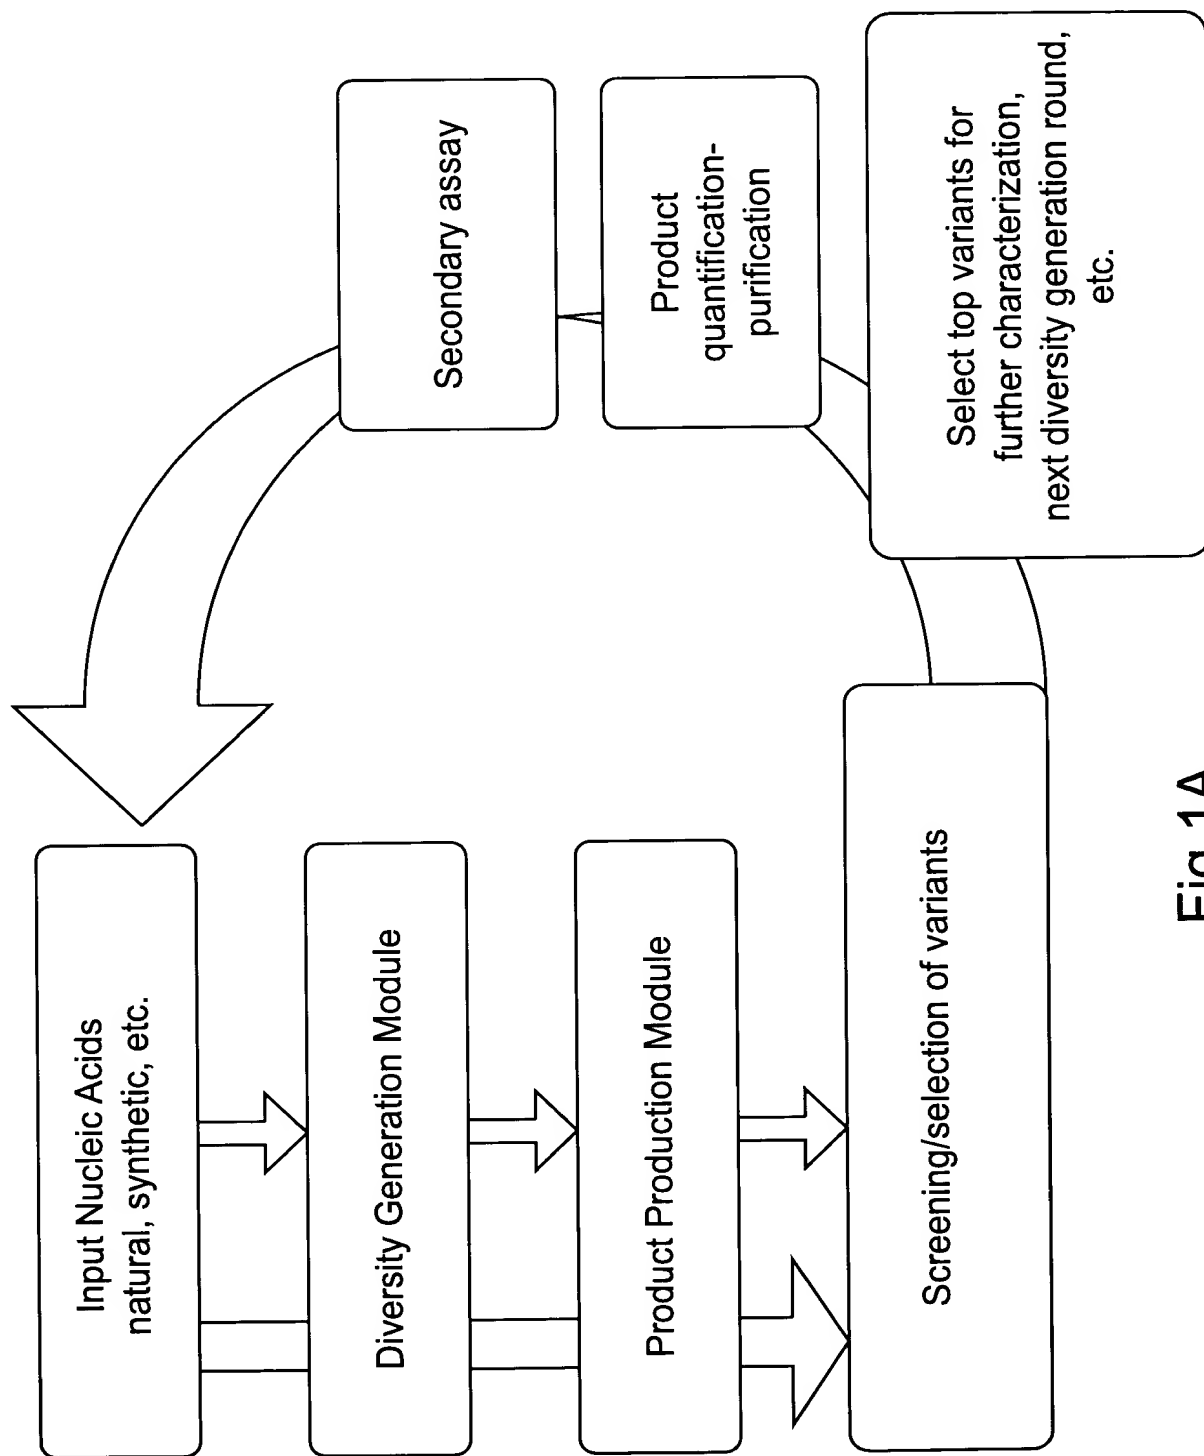 Input Nucleic Acids
natural, synthetic, etc.
Diversity Generation Module
Product Production Module
Screening/selection of variants
Secondary assay
Product
quantification-
purification
Select top variants for
further characterization,
next diversity generation round,
etc.
Fig. 1A